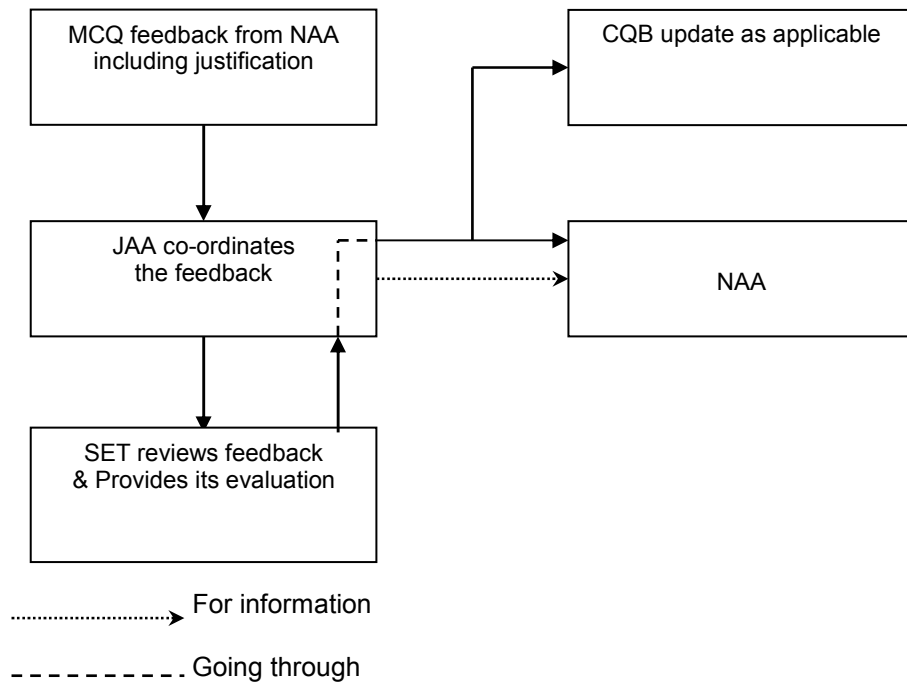 MCQ feedback from NAA
including justification
CQB update as applicable
JAA co-ordinates
the feedback
NAA
SET reviews feedback
& Provides its evaluation
For information
Going through